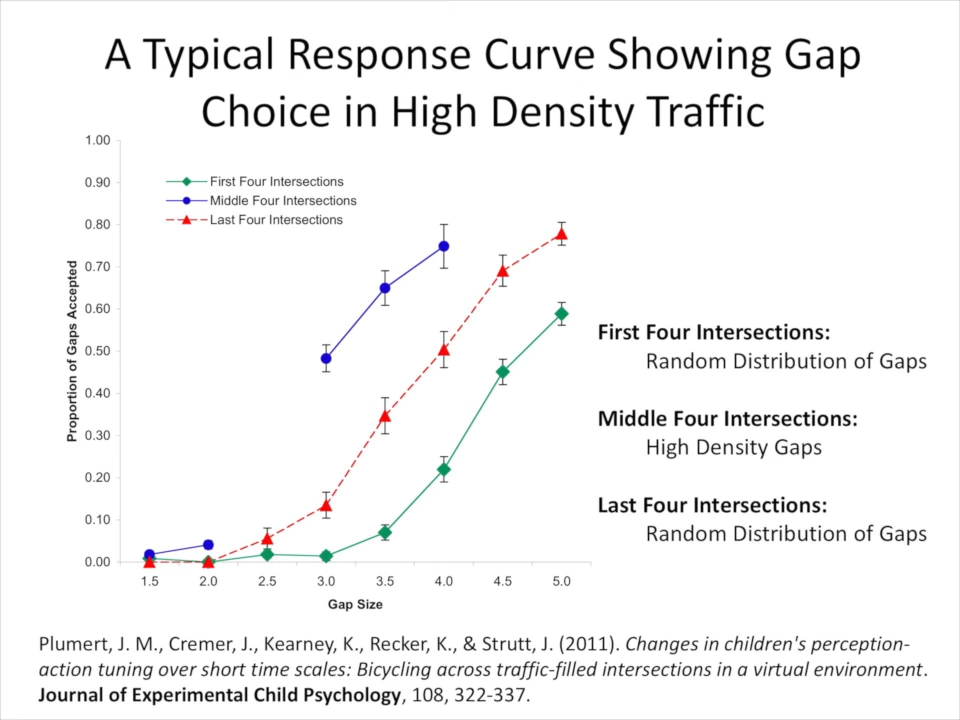 A Typical Response Curve Showing Gap
Choice in High Density Traffic
1.00
0.90
0.80
0.70
0.60
0.50
0.40
0.30
0.20
0.10
0.00
Proportion of Gaps Accepted
First Four Intersections
Middle Four Intersections
Last Four Intersections
1.5 2.0 2.5 3.0 3.5 4.0 4.5 5.0
Gap Size
First Four Intersections:
Random Distribution of Gaps
Middle Four Intersections:
High Density Gaps
Last Four Intersections:
Random Distribution of Gaps
Plumert, J. M., Cremer, J., Kearney, K., Recker, K., & Strutt, J. (2011). Changes in children's perception-
action tuning over short time scales: Bicycling across traffic-filled intersections in a virtual environment.
Journal of Experimental Child Psychology, 108, 322-337.